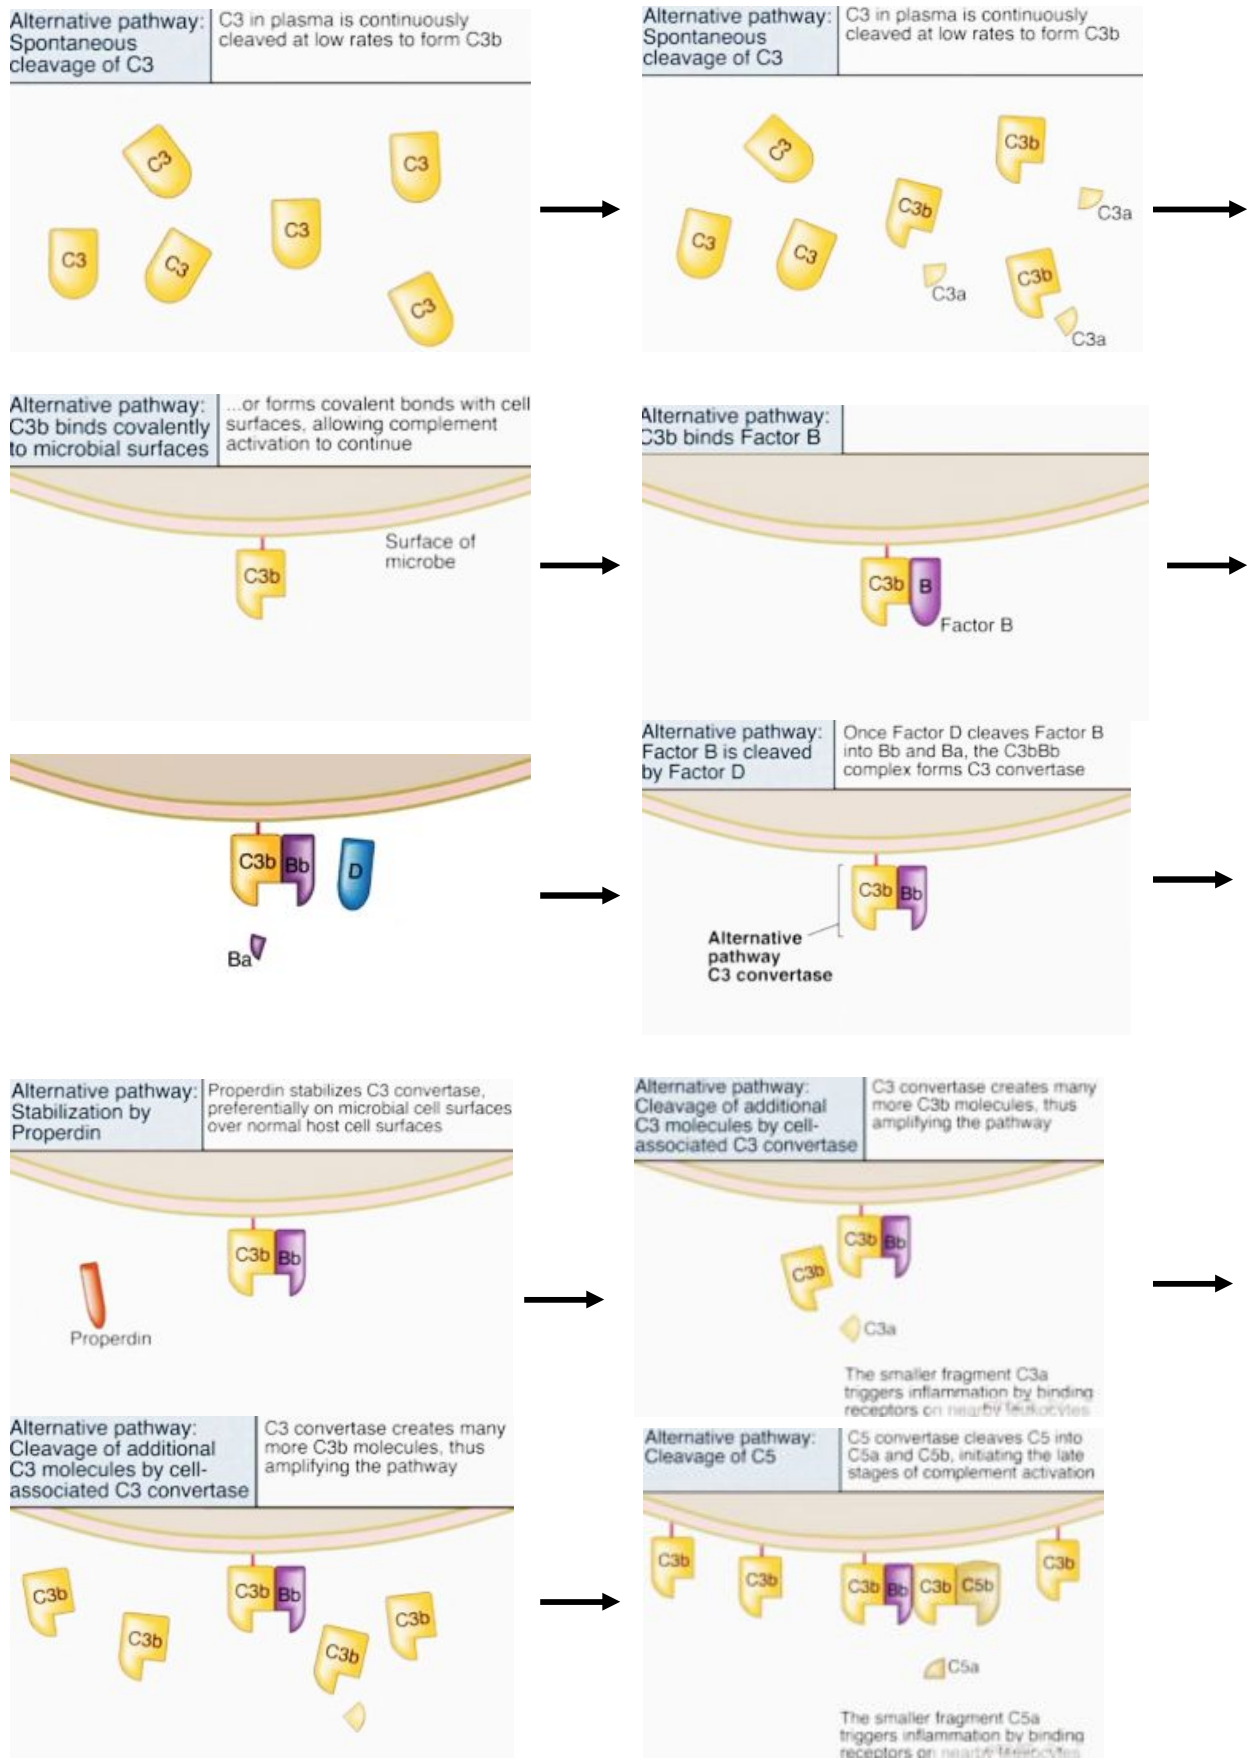 Alternative pathway:
Spontaneous
cleavage of C3
C3 in plasma is continuously
cleaved at low rates to form C3b
C3
C3
C3
C3
C3
C3
Alternative pathway:
Spontaneous
cleavage of C3
C3 in plasma is continuously
cleaved at low rates to form C3b
C3
C3b
C3a
C3b
C3
C3
C3b
C3a
C3a
Alternative pathway:
C3b binds covalently
to microbial surfaces
...or forms covalent bonds with cell
surfaces, allowing complement
activation to continue
Surface of
microbe
C3b
Alternative pathway:
C3b binds Factor B
C3b
B
Factor B
C3b
Bb
D
Ba
Alternative pathway:
Factor B is cleaved
by Factor D
Once Factor D cleaves Factor B
into Bb and Ba, the C3bBb
complex forms C3 convertase
C3b
Bb
Alternative
pathway
C3 convertase
Alternative pathway:
Stabilization by
Properdin
Properdin stabilizes C3 convertase,
preferentially on microbial cell surfaces
over normal host cell surfaces
C3b
Bb
Properdin
Alternative pathway:
Cleavage of additional
C3 molecules by cell-
associated C3 convertase
C3 convertase creates many
more C3b molecules, thus
amplifying the pathway
C3b
Bb
C3b
C3a
The smaller fragment C3a
triggers inflammation by binding
receptors on nearby leukocytes
Alternative pathway:
Cleavage of additional
C3 molecules by cell-
associated C3 convertase
C3 convertase creates many
more C3b molecules, thus
amplifying the pathway
C3b
C3b
C3b
Bb
C3b
C3b
Alternative pathway:
Cleavage of C5
C5 convertase cleaves C5 into
C5a and C5b, initiating the late
stages of complement activation
C3b
C3b
C3b
Bb
C3b
C5b
C3b
C5a
The smaller fragment C5a
triggers inflammation by binding
receptors on nearby leukocytes